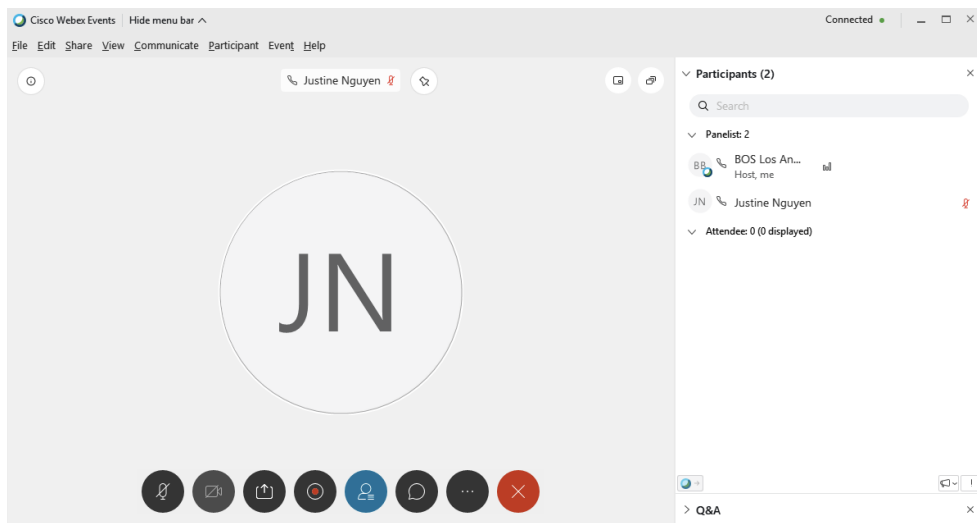 Cisco Webex Events Hide menu bar Connected
File Edit Share View Communicate Participant Event Help
Justine Nguyen
JN
Participants (2)
Search
Panelist: 2
BB
BOS Los An...
Host, me
JN Justine Nguyen
Attendee: 0 (0 displayed)
Q&A